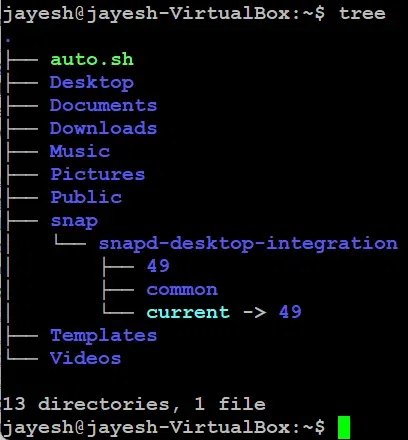 jayesh@jayesh-VirtualBox:~$ tree
.
├── auto.sh
├── Desktop
├── Documents
├── Downloads
├── Music
├── Pictures
├── Public
├── snap
│   └── snapd-desktop-integration
│       ├── 49
│       ├── common
│       └── current -> 49
├── Templates
└── Videos

13 directories, 1 file
jayesh@jayesh-VirtualBox:~$